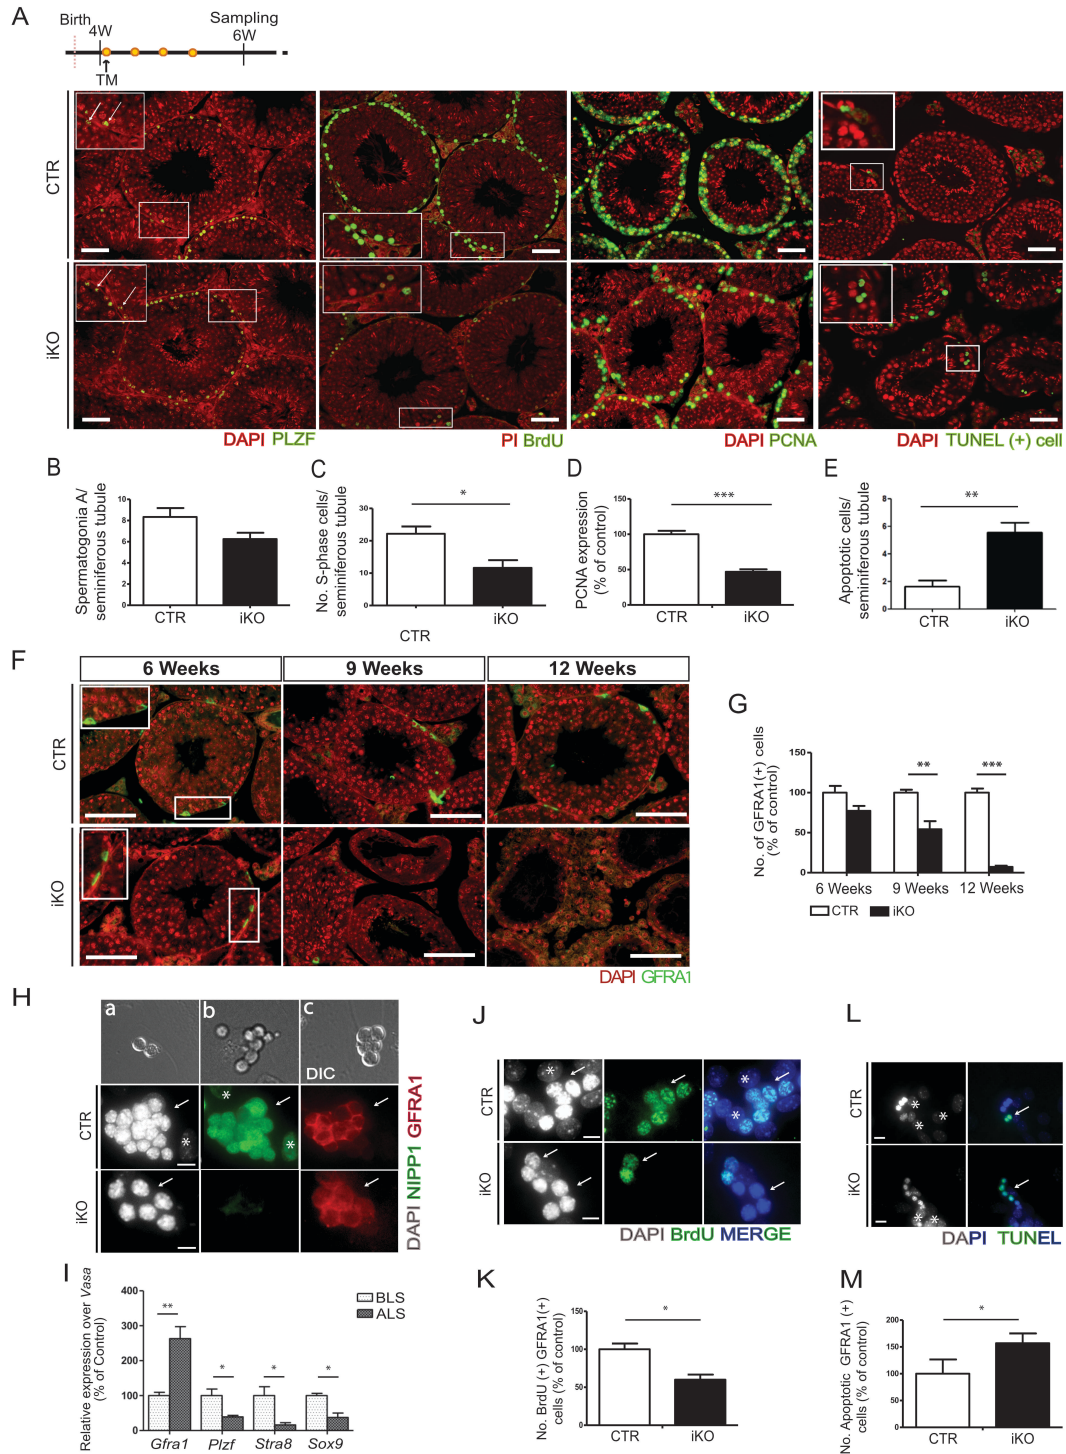 A
Birth
4W
Sampling
6W
TM
CTR
iKO
DAPI PLZF
PI BrdU
DAPI PCNA
DAPI TUNEL (+) cell
B
Spermatogonia A/
seminiferous tubule
10
8
6
4
2
0
CTR
iKO
C
No. S-phase cells/
seminiferous tubule
30
20
10
0
*
CTR
iKO
D
PCNA expression
(% of control)
150
100
50
0
***
CTR
iKO
E
Apoptotic cells/
seminiferous tubule
8
6
4
2
0
**
CTR
iKO
F
6 Weeks
9 Weeks
12 Weeks
CTR
iKO
DAPI GFRA1
G
No. of GFRA1(+) cells
(% of control)
150
100
50
0
**
***
6 Weeks
9 Weeks
12 Weeks
CTR
iKO
H
a
b
c
DIC
CTR
*
*
iKO
DAPI NIPP1 GFRA1
I
Relative expression over Vasa
(% of Control)
400
300
200
100
0
**
*
*
*
BLS
ALS
Gfra1
Plzf
Stra8
Sox9
J
CTR
*
*
*
iKO
DAPI BrdU MERGE
K
No. BrdU (+) GFRA1(+)
cells (% of control)
150
100
50
0
*
CTR
iKO
L
CTR
*
*
*
iKO
*
*
DAPI TUNEL
M
No. Apoptotic GFRA1 (+)
cells (% of control)
200
150
100
50
0
*
CTR
iKO